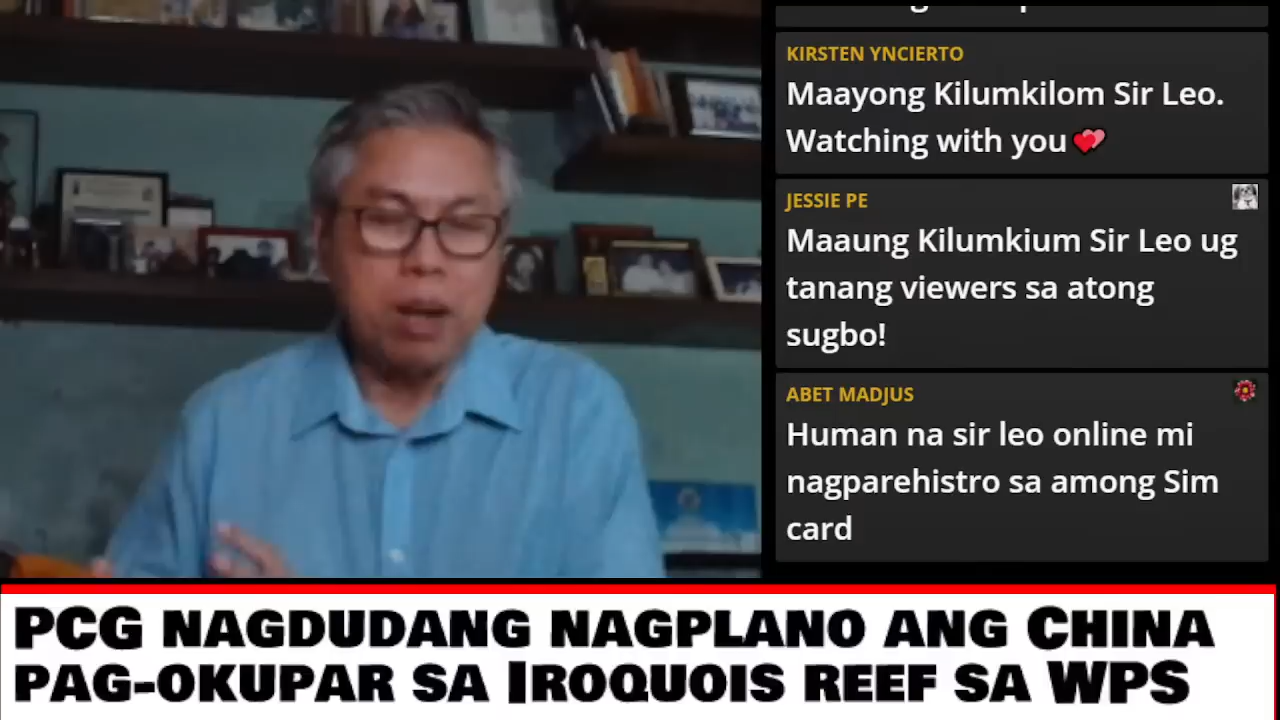 KIRSTEN YNCIERTO
Maayong Kilumkilom Sir Leo.
Watching with you
JESSIE PE
Maaung Kilumkium Sir Leo ug
tanang viewers sa atong
sugbo!
ABET MADJUS
Human na sir leo online mi
nagparehistro sa among Sim
card
PCG NAGDUDANG NAGPLANO ANG CHINA
PAG-OKUPAR SA IROQUOIS REEF SA WPS